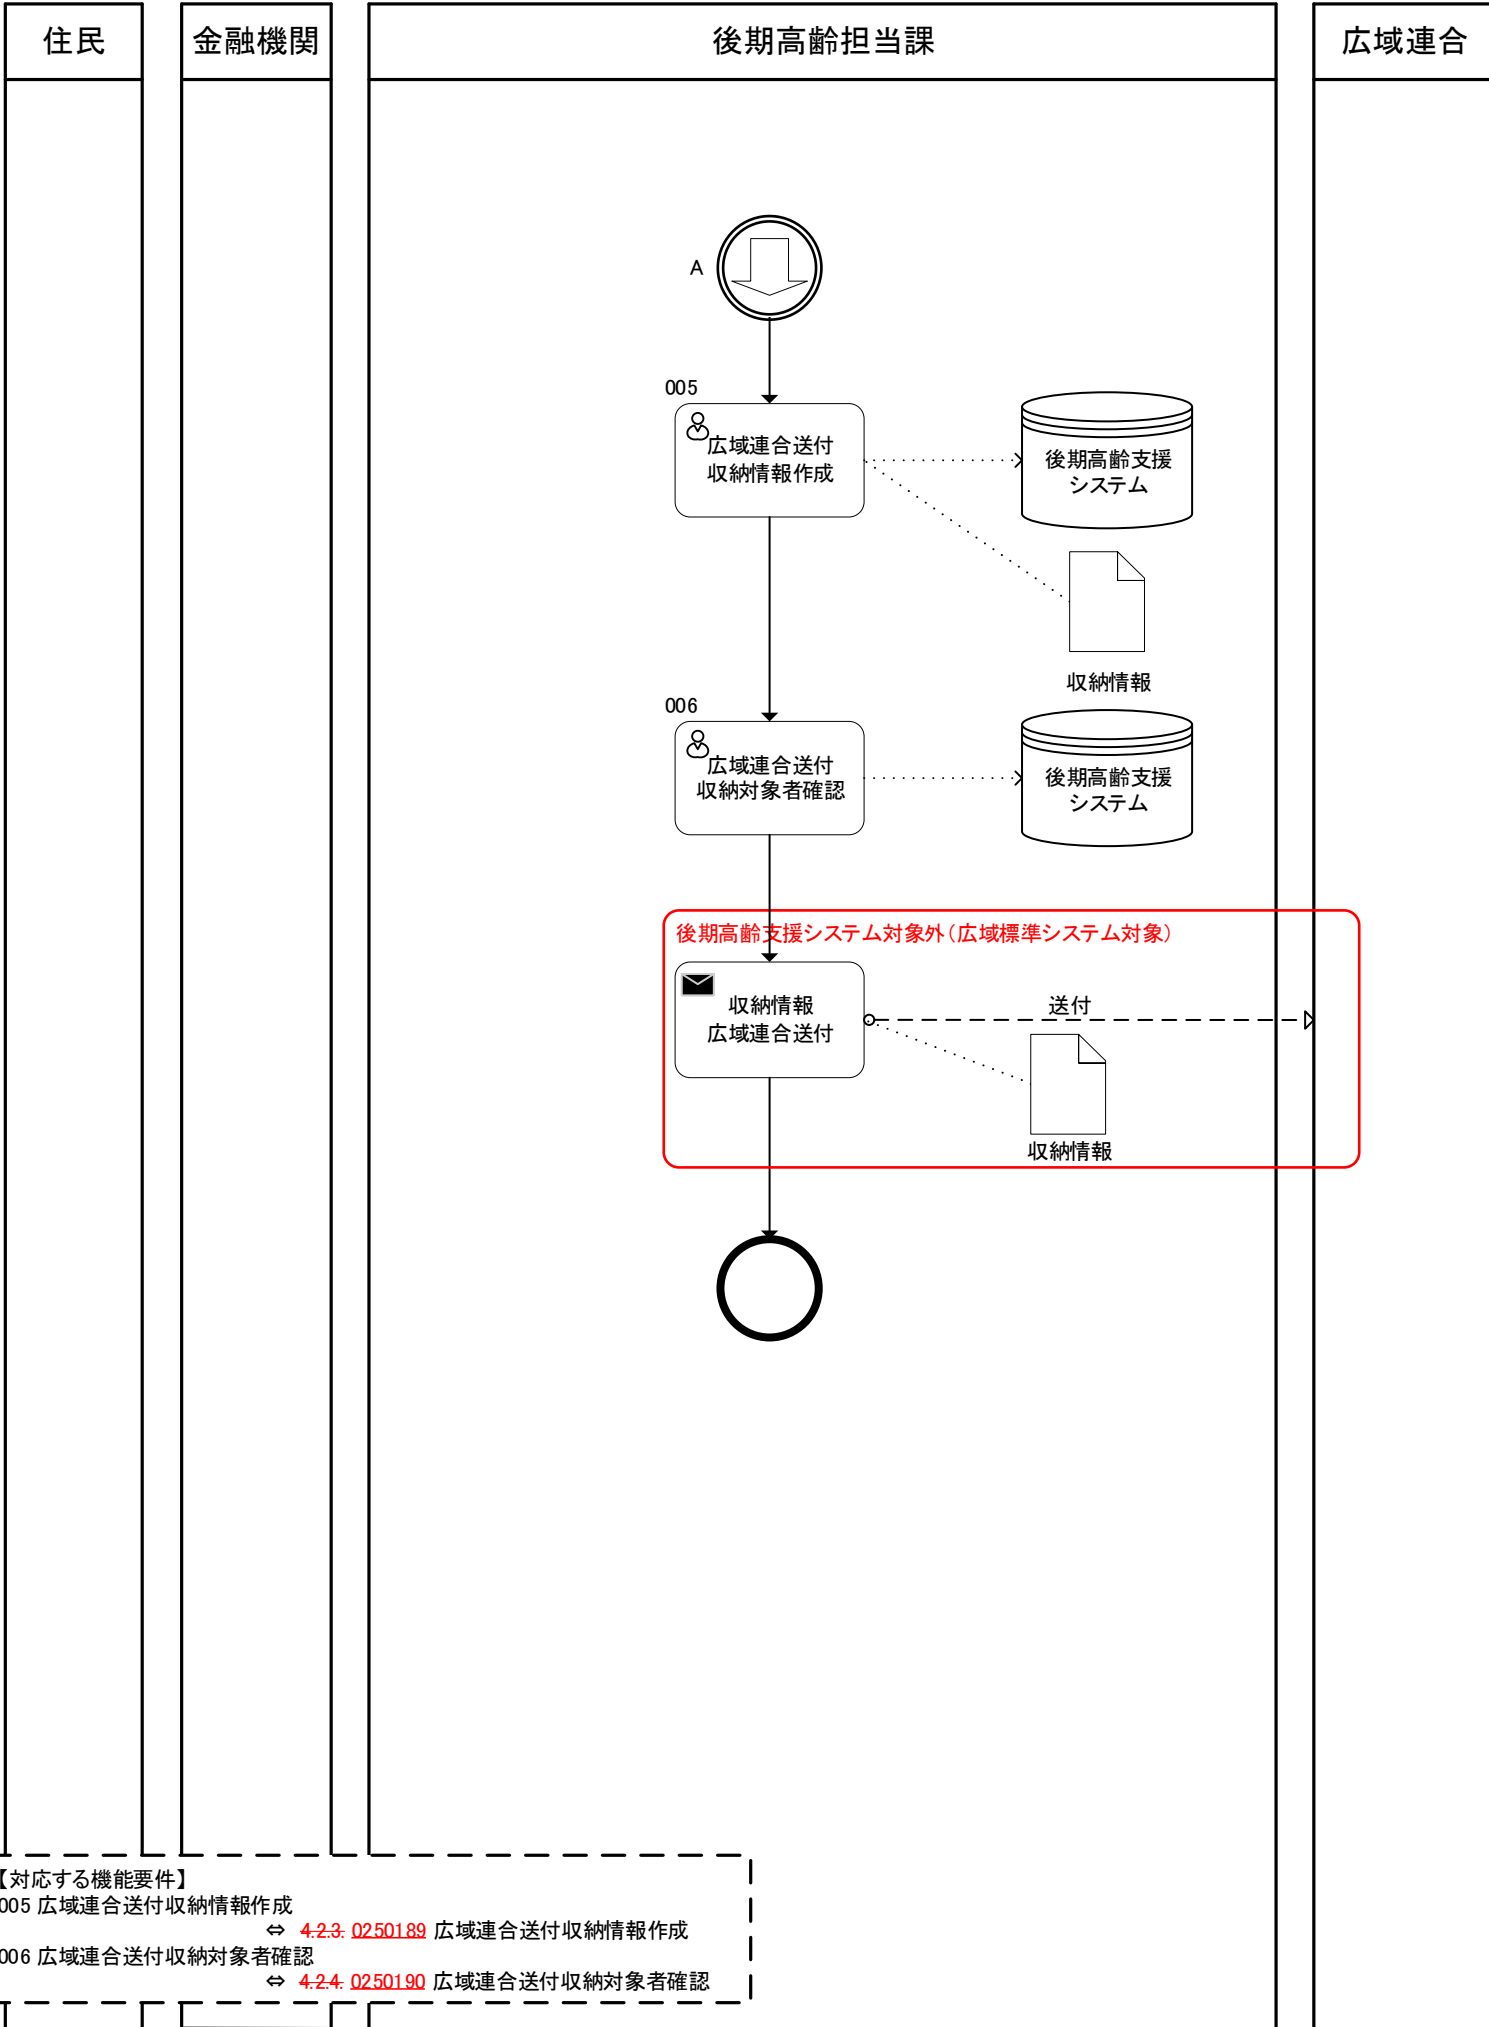 住民
金融機関
後期高齢担当課
広域連合
A
005
広域連合送付
収納情報作成
後期高齢支援
システム
収納情報
006
広域連合送付
収納対象者確認
後期高齢支援
システム
後期高齢支援システム対象外（広域標準システム対象）
収納情報
広域連合送付
送付
収納情報
【対応する機能要件】
005 広域連合送付収納情報作成
⇔ 4.2.3. 0250189 広域連合送付収納情報作成
006 広域連合送付収納対象者確認
⇔ 4.2.4. 0250190 広域連合送付収納対象者確認